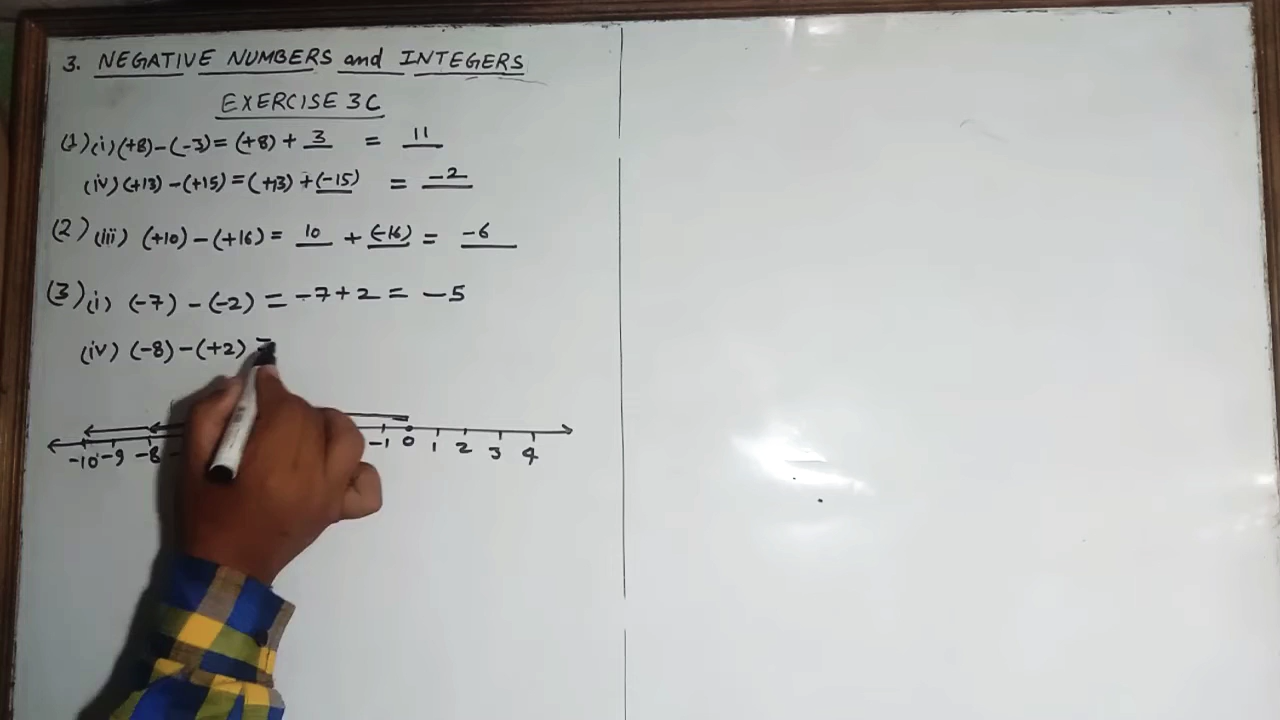 3. NEGATIVE NUMBERS and INTEGERS
EXERCISE 3C
(1) (i) (+8)-(-3)= (+8) + 3 = 11
(iv) (+13) -(+15) = (+13) +(-15) = -2
(2) (iii) (+10)-(+16) = 10 + (-16) = -6
(3) (i) (-7) - (-2) = -7+2 = -5
(iv) (-8)-(+2) =
-10 -9 -8 -1 0 1 2 3 4